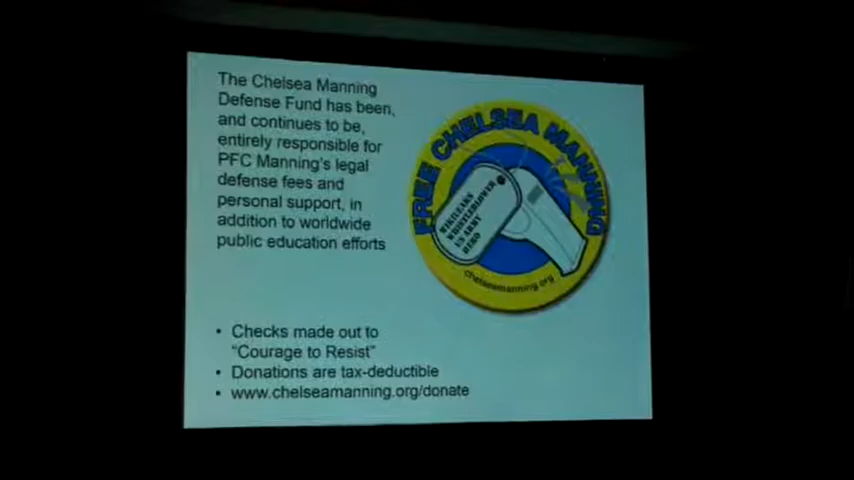 The Chelsea Manning
Defense Fund has been,
and continues to be,
entirely responsible for
PFC Manning's legal
defense fees and
personal support, in
addition to worldwide
public education efforts
FREE CHELSEA MANNING
WIKILEAKS
WHISTLEBLOWER
US ARMY
HERO
chelseamanning.org
• Checks made out to
"Courage to Resist"
• Donations are tax-deductible
• www.chelseamanning.org/donate